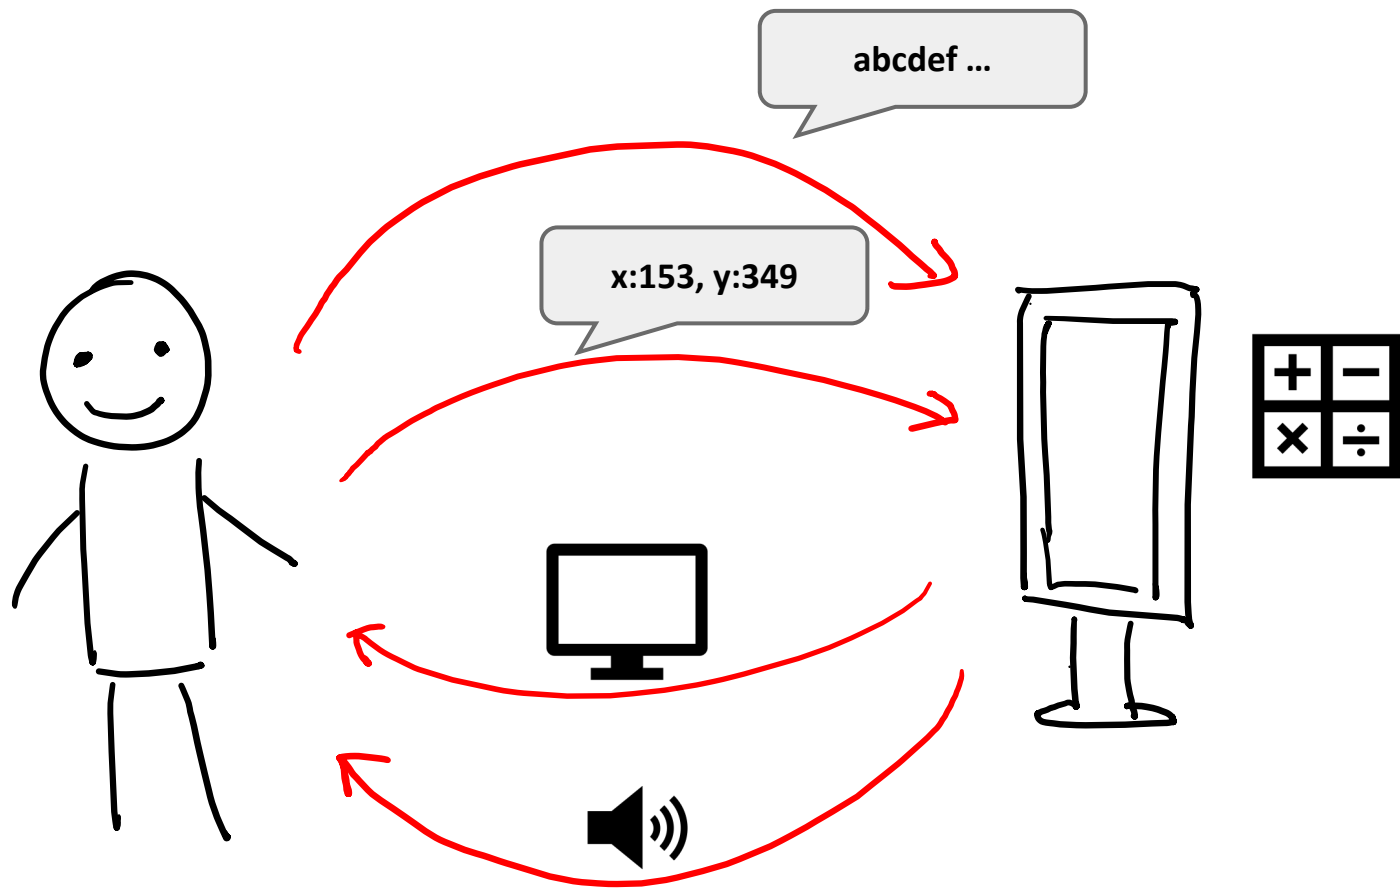 abcdef ...
x:153, y:349
+ −
× ÷